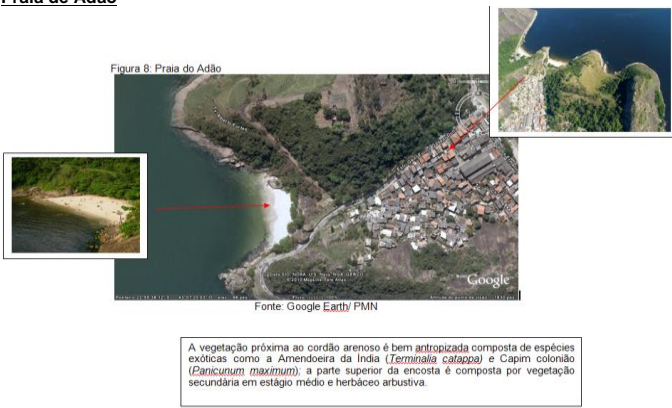 Praia de Adão
Figura 8: Praia do Adão
Google
Fonte: Google Earth/ PMN
A vegetação próxima ao cordão arenoso é bem antropizada composta de espécies
exóticas como a Amendoeira da India (Terminalia catappa) e Capim colonião
(Panicunum maximum); a parte superior da encosta é composta por vegetação
secundária em estágio médio e herbáceo arbustiva.